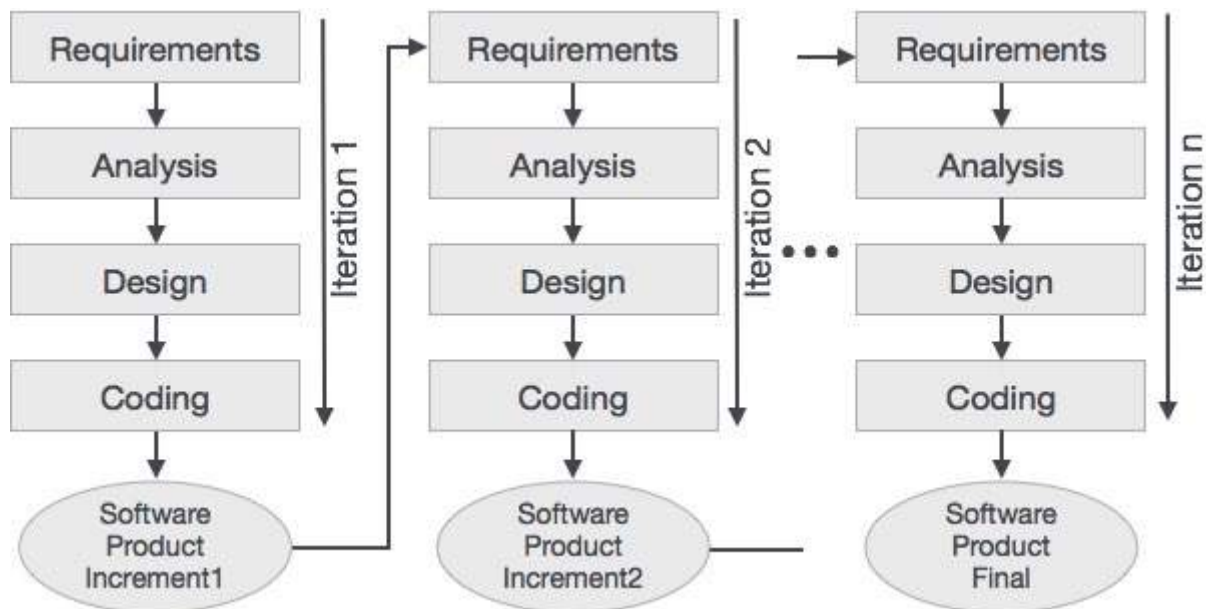 Requirements
Analysis
Design
Coding
Software
Product
Increment1
Iteration 1
Requirements
Analysis
Design
Coding
Software
Product
Increment2
Iteration 2
Requirements
Analysis
Design
Coding
Software
Product
Final
Iteration n